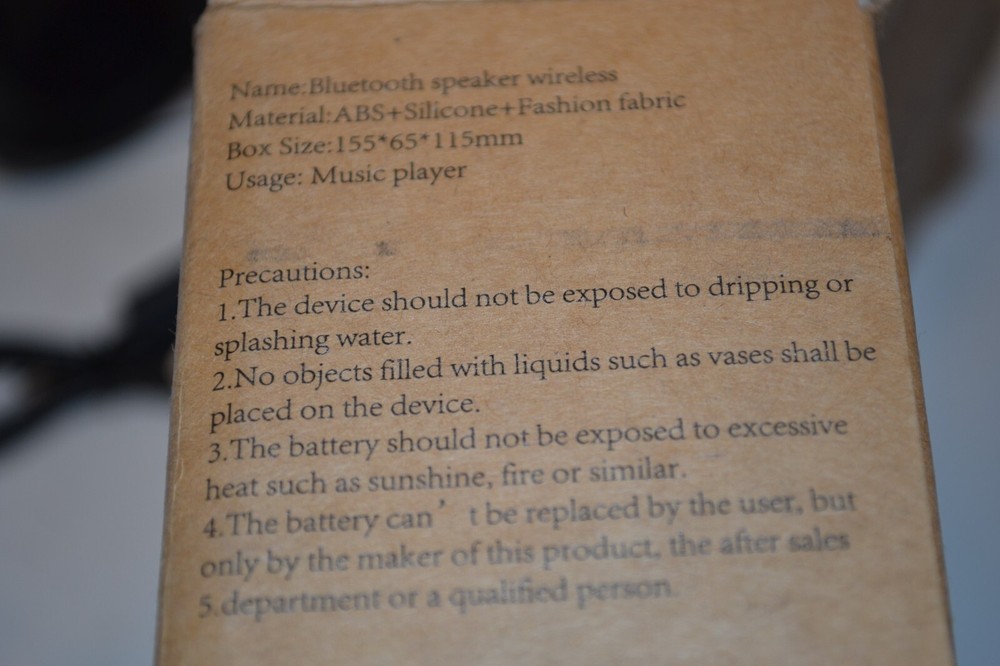 Name:Bluetooth speaker wireless
Material:ABS+Silicone+Fashion fabric
Box Size:155*65*115mm
Usage: Music player
Precautions:
1.The device should not be exposed to dripping or
splashing water.
2.No objects filled with liquids such as vases shall be
placed on the device.
3.The battery should not be exposed to excessive
heat such as sunshine, fire or similar.
4.The battery can’ t be replaced by the user, but
only by the maker of this product, the after sales
5.department or a qualified person.